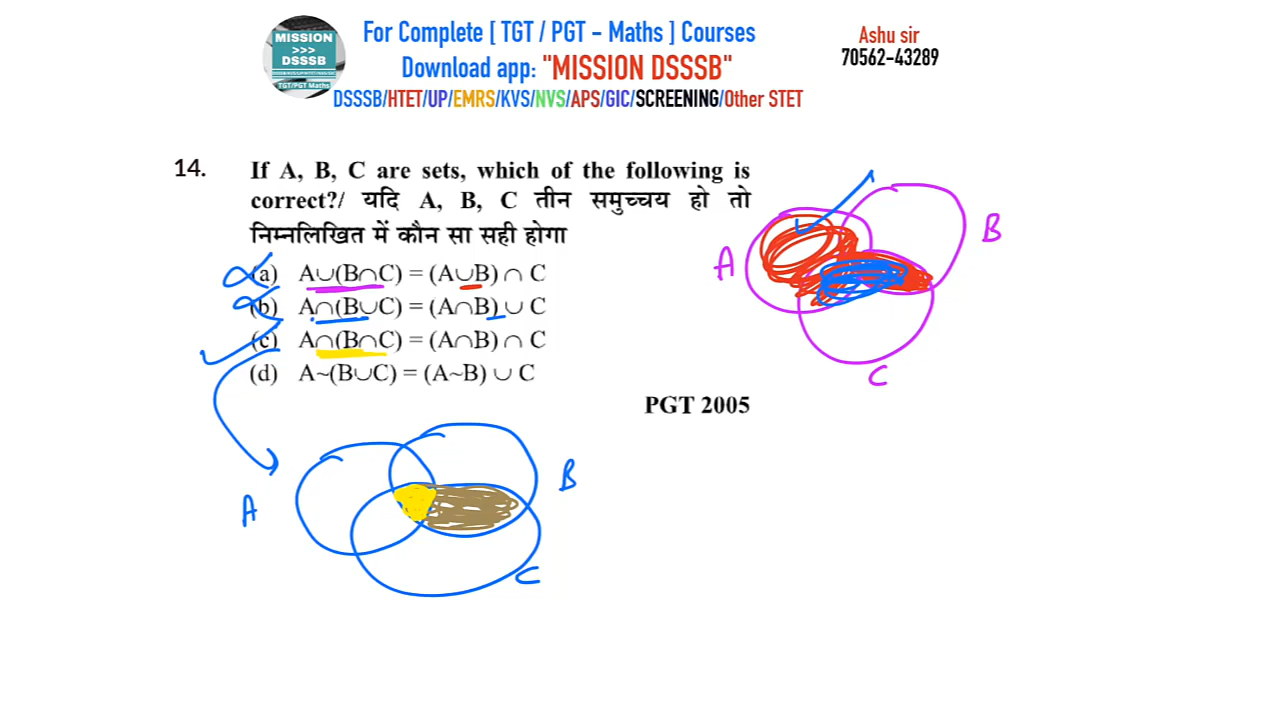 MISSION
>>>
DSSSB
TGT/PGT Maths
For Complete [ TGT / PGT - Maths ] Courses
Download app: "MISSION DSSSB"
DSSSB/HTET/UP/EMRS/KVS/NVS/APS/GIC/SCREENING/Other STET
Ashu sir
70562-43289
14.
If A, B, C are sets, which of the following is
correct?/ यदि A, B, C तीन समुच्चय हो तो
निम्नलिखित में कौन सा सही होगा
(a) A∪(B∩C) = (A∪B) ∩ C
(b) A∩(B∪C) = (A∩B) ∪ C
(c) A∩(B∩C) = (A∩B) ∩ C
(d) A~(B∪C) = (A~B) ∪ C
PGT 2005
A
B
C
A
B
C